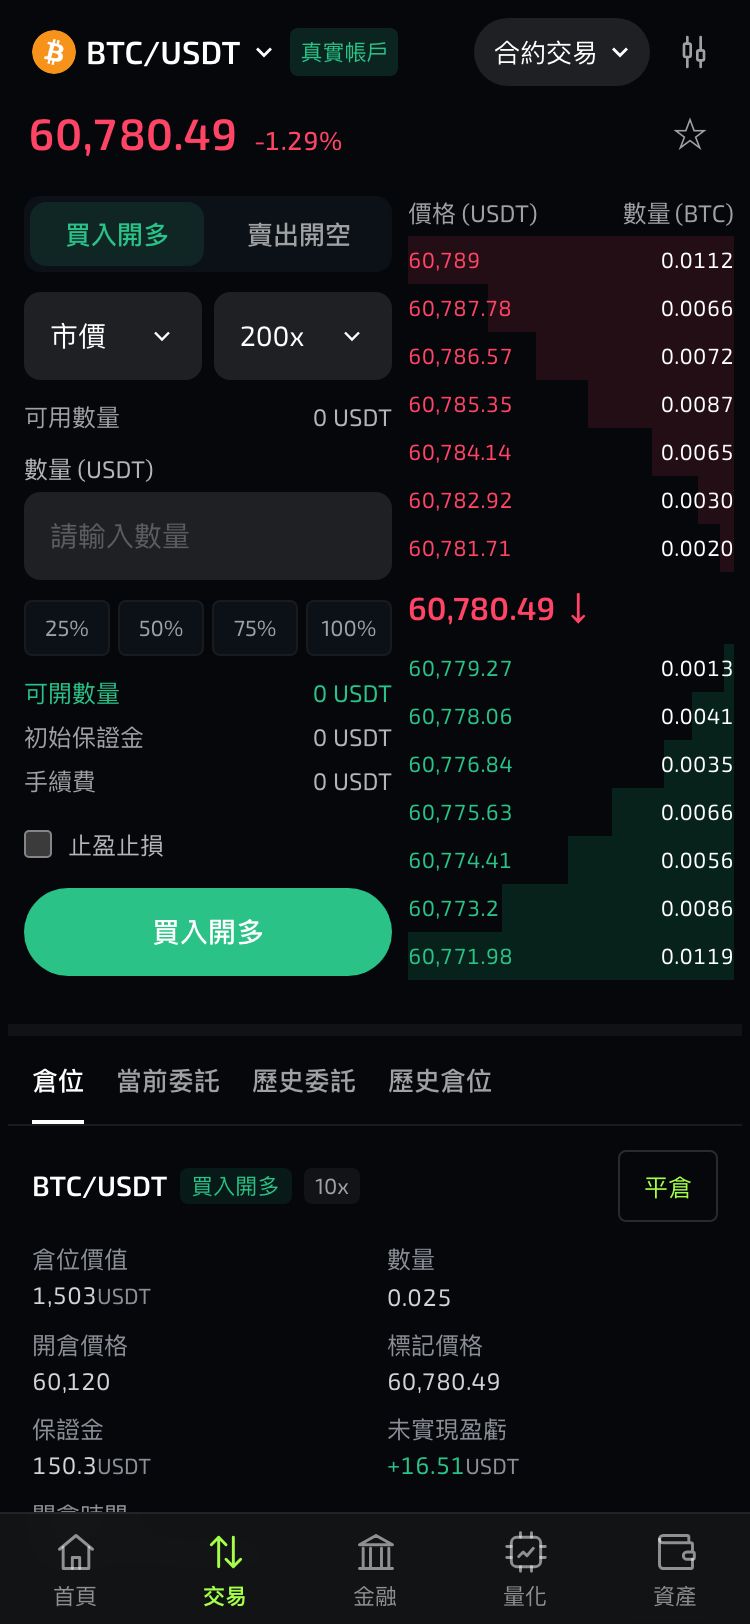 BTC/USDT 真實帳戶 合約交易
60,780.49 -1.29%
買入開多 賣出開空
市價 200x
可用數量 0 USDT
數量 (USDT)
請輸入數量
25% 50% 75% 100%
可開數量 0 USDT
初始保證金 0 USDT
手續費 0 USDT
止盈止損
買入開多
價格 (USDT) 數量 (BTC)
60,789 0.0112
60,787.78 0.0066
60,786.57 0.0072
60,785.35 0.0087
60,784.14 0.0065
60,782.92 0.0030
60,781.71 0.0020
60,780.49 ↓
60,779.27 0.0013
60,778.06 0.0041
60,776.84 0.0035
60,775.63 0.0066
60,774.41 0.0056
60,773.2 0.0086
60,771.98 0.0119
倉位 當前委託 歷史委託 歷史倉位
BTC/USDT 買入開多 10x 平倉
倉位價值 數量
1,503USDT 0.025
開倉價格 標記價格
60,120 60,780.49
保證金 未實現盈虧
150.3USDT +16.51USDT
開倉時間
首頁 交易 金融 量化 資產